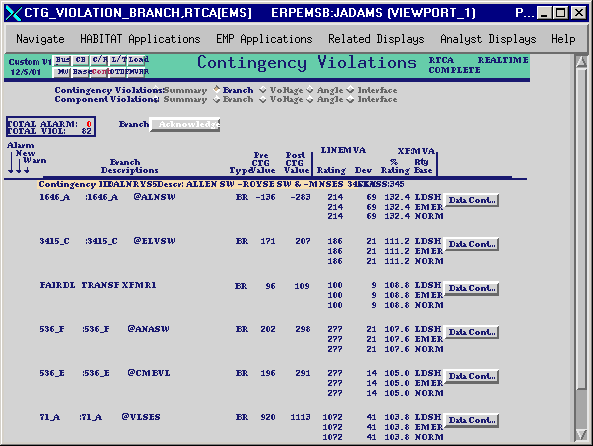 CTG_VIOLATION_BRANCH,RTCA[EMS] ERPEMSB:JADAMS (VIEWPORT_1) P...
Navigate HABITAT Applications EMP Applications Related Displays Analyst Displays Help
Custom V1 Bus CB C/R L/T Load Contingency Violations RTCA REALTIME
12/5/01 MW Base Cont DTDF MVRR COMPLETE
Contingency Violations: Summary Branch Voltage Angle Interface
Component Violations: Summary Branch Voltage Angle Interface
TOTAL ALARM: 0
TOTAL VIOL: 82
Branch Acknowledge
Alarm
New
Warn
LINEMVA XFMVA
Branch Pre Post % Rtg
Descriptions Type CTG Value CTG Value Rating Dev Rating Base
Contingency ID: ALNRYS5 Descr: ALLEN SW -ROYSE SW & -MNSES 345KV
1646_A :1646_A @ALNSW BR -136 -283 214 69 132.4 LDSH Data Cont...
214 69 132.4 EMER
214 69 132.4 NORM
3415_C :3415_C @ELVSW BR 171 207 186 21 111.2 LDSH Data Cont...
186 21 111.2 EMER
186 21 111.2 NORM
FAIRDL TRANSF XFMR1 BR 96 109 100 9 108.8 LDSH Data Cont...
100 9 108.8 EMER
100 9 108.8 NORM
536_F :536_F @ANASW BR 202 298 277 21 107.6 LDSH Data Cont...
277 21 107.6 EMER
277 21 107.6 NORM
536_E :536_E @CMBVL BR 196 291 277 14 105.0 LDSH Data Cont...
277 14 105.0 EMER
277 14 105.0 NORM
71_A :71_A @VLSES BR 920 1113 1072 41 103.8 LDSH Data Cont...
1072 41 103.8 EMER
1072 41 103.8 NORM